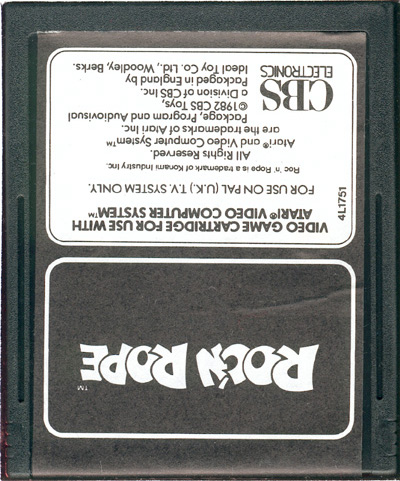 ROC'N ROPE™
VIDEO GAME CARTRIDGE FOR USE WITH
ATARI® VIDEO COMPUTER SYSTEM™
FOR USE ON PAL (U.K.) T.V. SYSTEM ONLY.
Roc 'n' Rope is a trademark of Konami Industry Inc
All Rights Reserved.
Atari® and Video Computer System™
are the trademarks of Atari Inc.
Package, Program and Audiovisual
©1982 CBS Toys,
a Division of CBS Inc.
Packaged in England by
Ideal Toy Co., Ltd., Woodley, Berks.
4L1751
CBS
ELECTRONICS